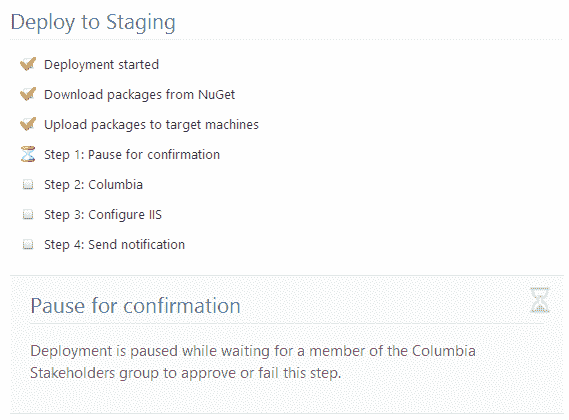 Deploy to Staging
Deployment started
Download packages from NuGet
Upload packages to target machines
Step 1: Pause for confirmation
Step 2: Columbia
Step 3: Configure IIS
Step 4: Send notification
Pause for confirmation
Deployment is paused while waiting for a member of the Columbia
Stakeholders group to approve or fail this step.